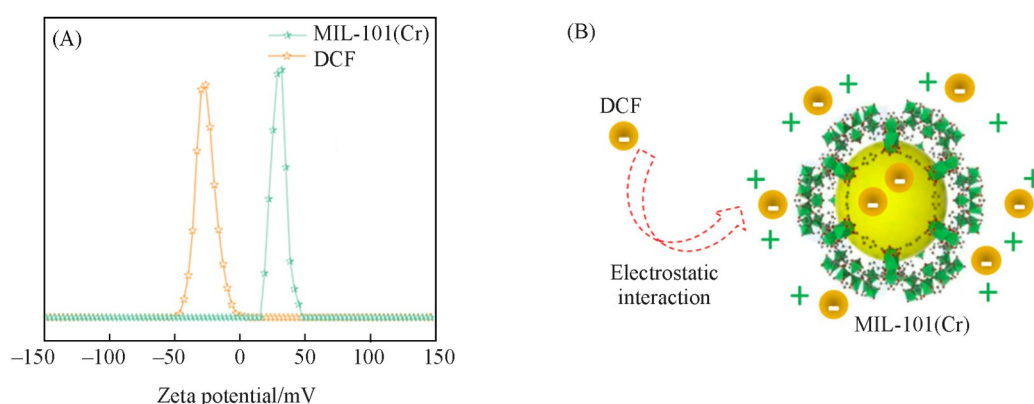 (A)
MIL-101(Cr)
DCF
–150
–100
–50
0
50
100
150
Zeta potential/mV
(B)
DCF
Electrostatic
interaction
MIL-101(Cr)